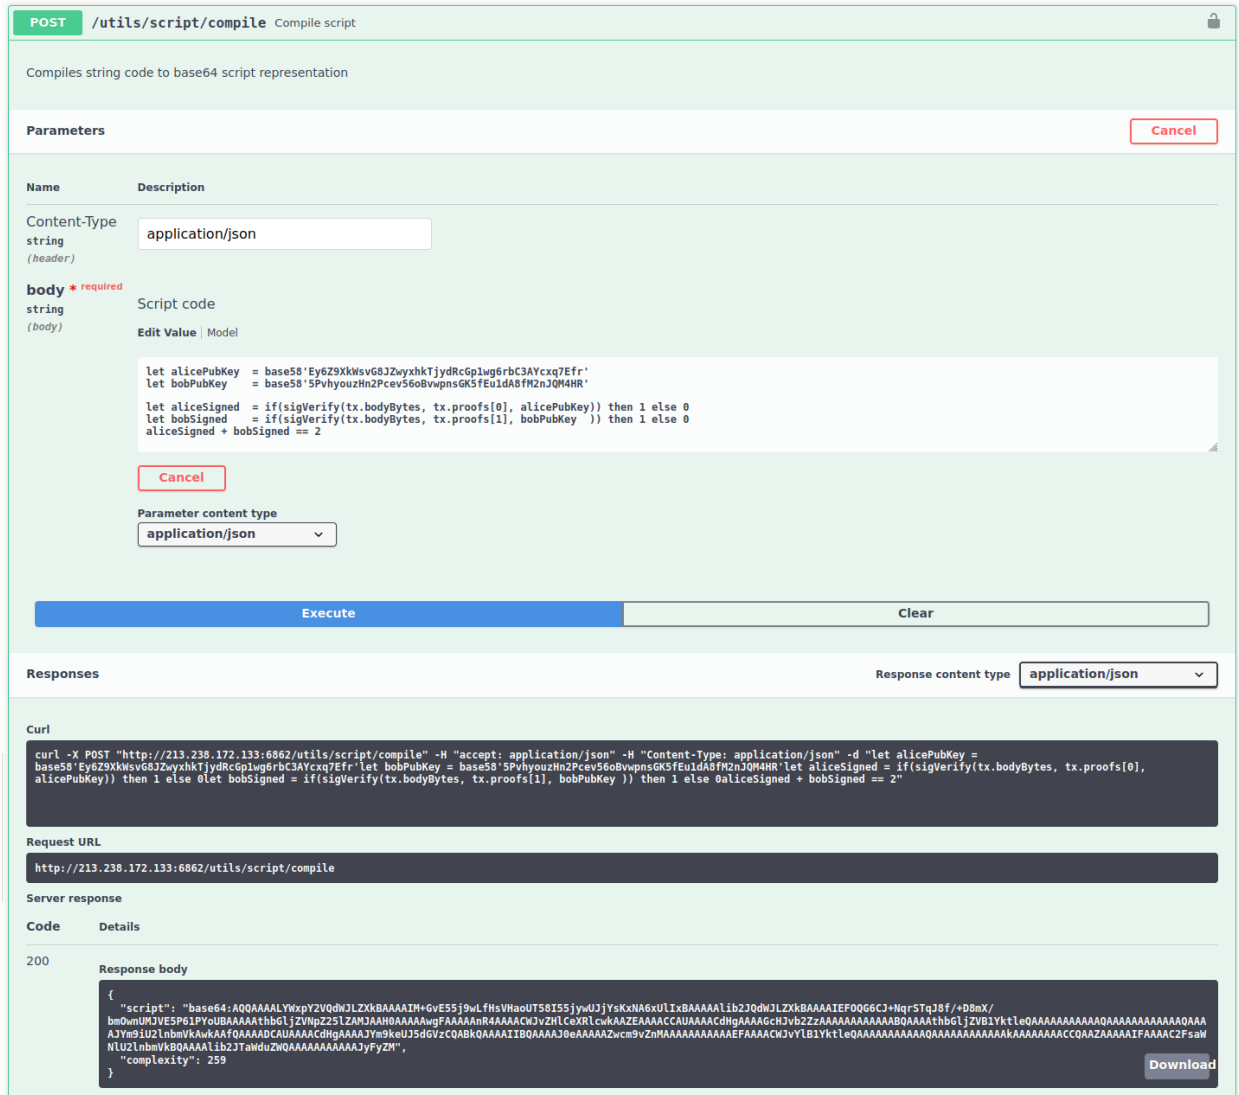 POST /utils/script/compile Compile script
Compiles string code to base64 script representation
Parameters
Cancel
Name Description
Content-Type
string
(header)
application/json
body * required
string
(body)
Script code
Edit Value Model
let alicePubKey  = base58'Ey6Z9XkWsvG8JZwyxhkTjydRcGp1wg6rbC3AYcxq7Efr'
let bobPubKey    = base58'5PvhyouzHn2Pcev56oBvwpnsGK5fEu1dA8fM2nJQM4HR'
let aliceSigned  = if(sigVerify(tx.bodyBytes, tx.proofs[0], alicePubKey)) then 1 else 0
let bobSigned    = if(sigVerify(tx.bodyBytes, tx.proofs[1], bobPubKey  )) then 1 else 0
aliceSigned + bobSigned == 2
Cancel
Parameter content type
application/json
Execute
Clear
Responses
Response content type
application/json
Curl
curl -X POST "http://213.238.172.133:6862/utils/script/compile" -H "accept: application/json" -H "Content-Type: application/json" -d "let alicePubKey =
base58'Ey6Z9XkWsvG8JZwyxhkTjydRcGp1wg6rbC3AYcxq7Efr'let bobPubKey = base58'5PvhyouzHn2Pcev56oBvwpnsGK5fEu1dA8fM2nJQM4HR'let aliceSigned = if(sigVerify(tx.bodyBytes, tx.proofs[0],
alicePubKey)) then 1 else 0let bobSigned = if(sigVerify(tx.bodyBytes, tx.proofs[1], bobPubKey )) then 1 else 0aliceSigned + bobSigned == 2"
Request URL
http://213.238.172.133:6862/utils/script/compile
Server response
Code Details
200
Response body
{
"script":
"complexity": 259
}
Download